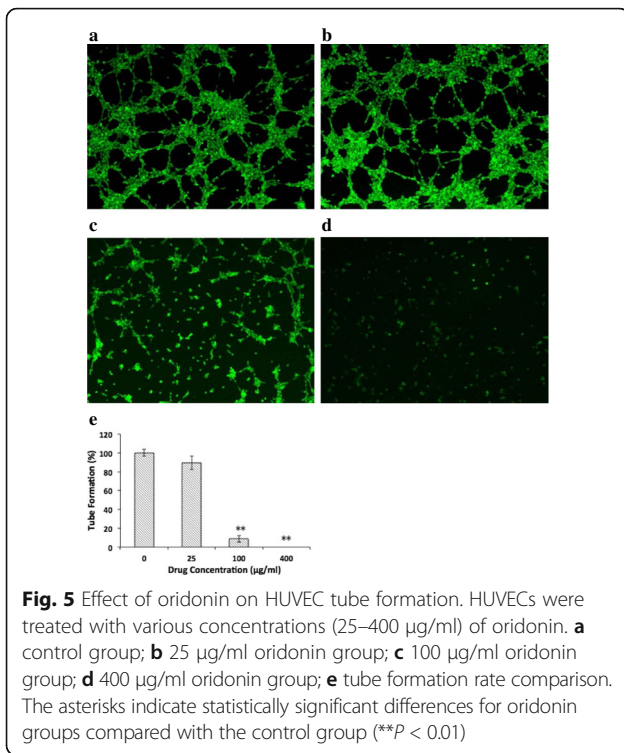 a
b
c
d
e
120
100
80
60
40
20
0
Tube Formation (%)
**
**
0 25 100 400
Drug Concentration (µg/ml)
Fig. 5 Effect of oridonin on HUVEC tube formation. HUVECs were
treated with various concentrations (25–400 µg/ml) of oridonin. a
control group; b 25 µg/ml oridonin group; c 100 µg/ml oridonin
group; d 400 µg/ml oridonin group; e tube formation rate comparison.
The asterisks indicate statistically significant differences for oridonin
groups compared with the control group (**P < 0.01)